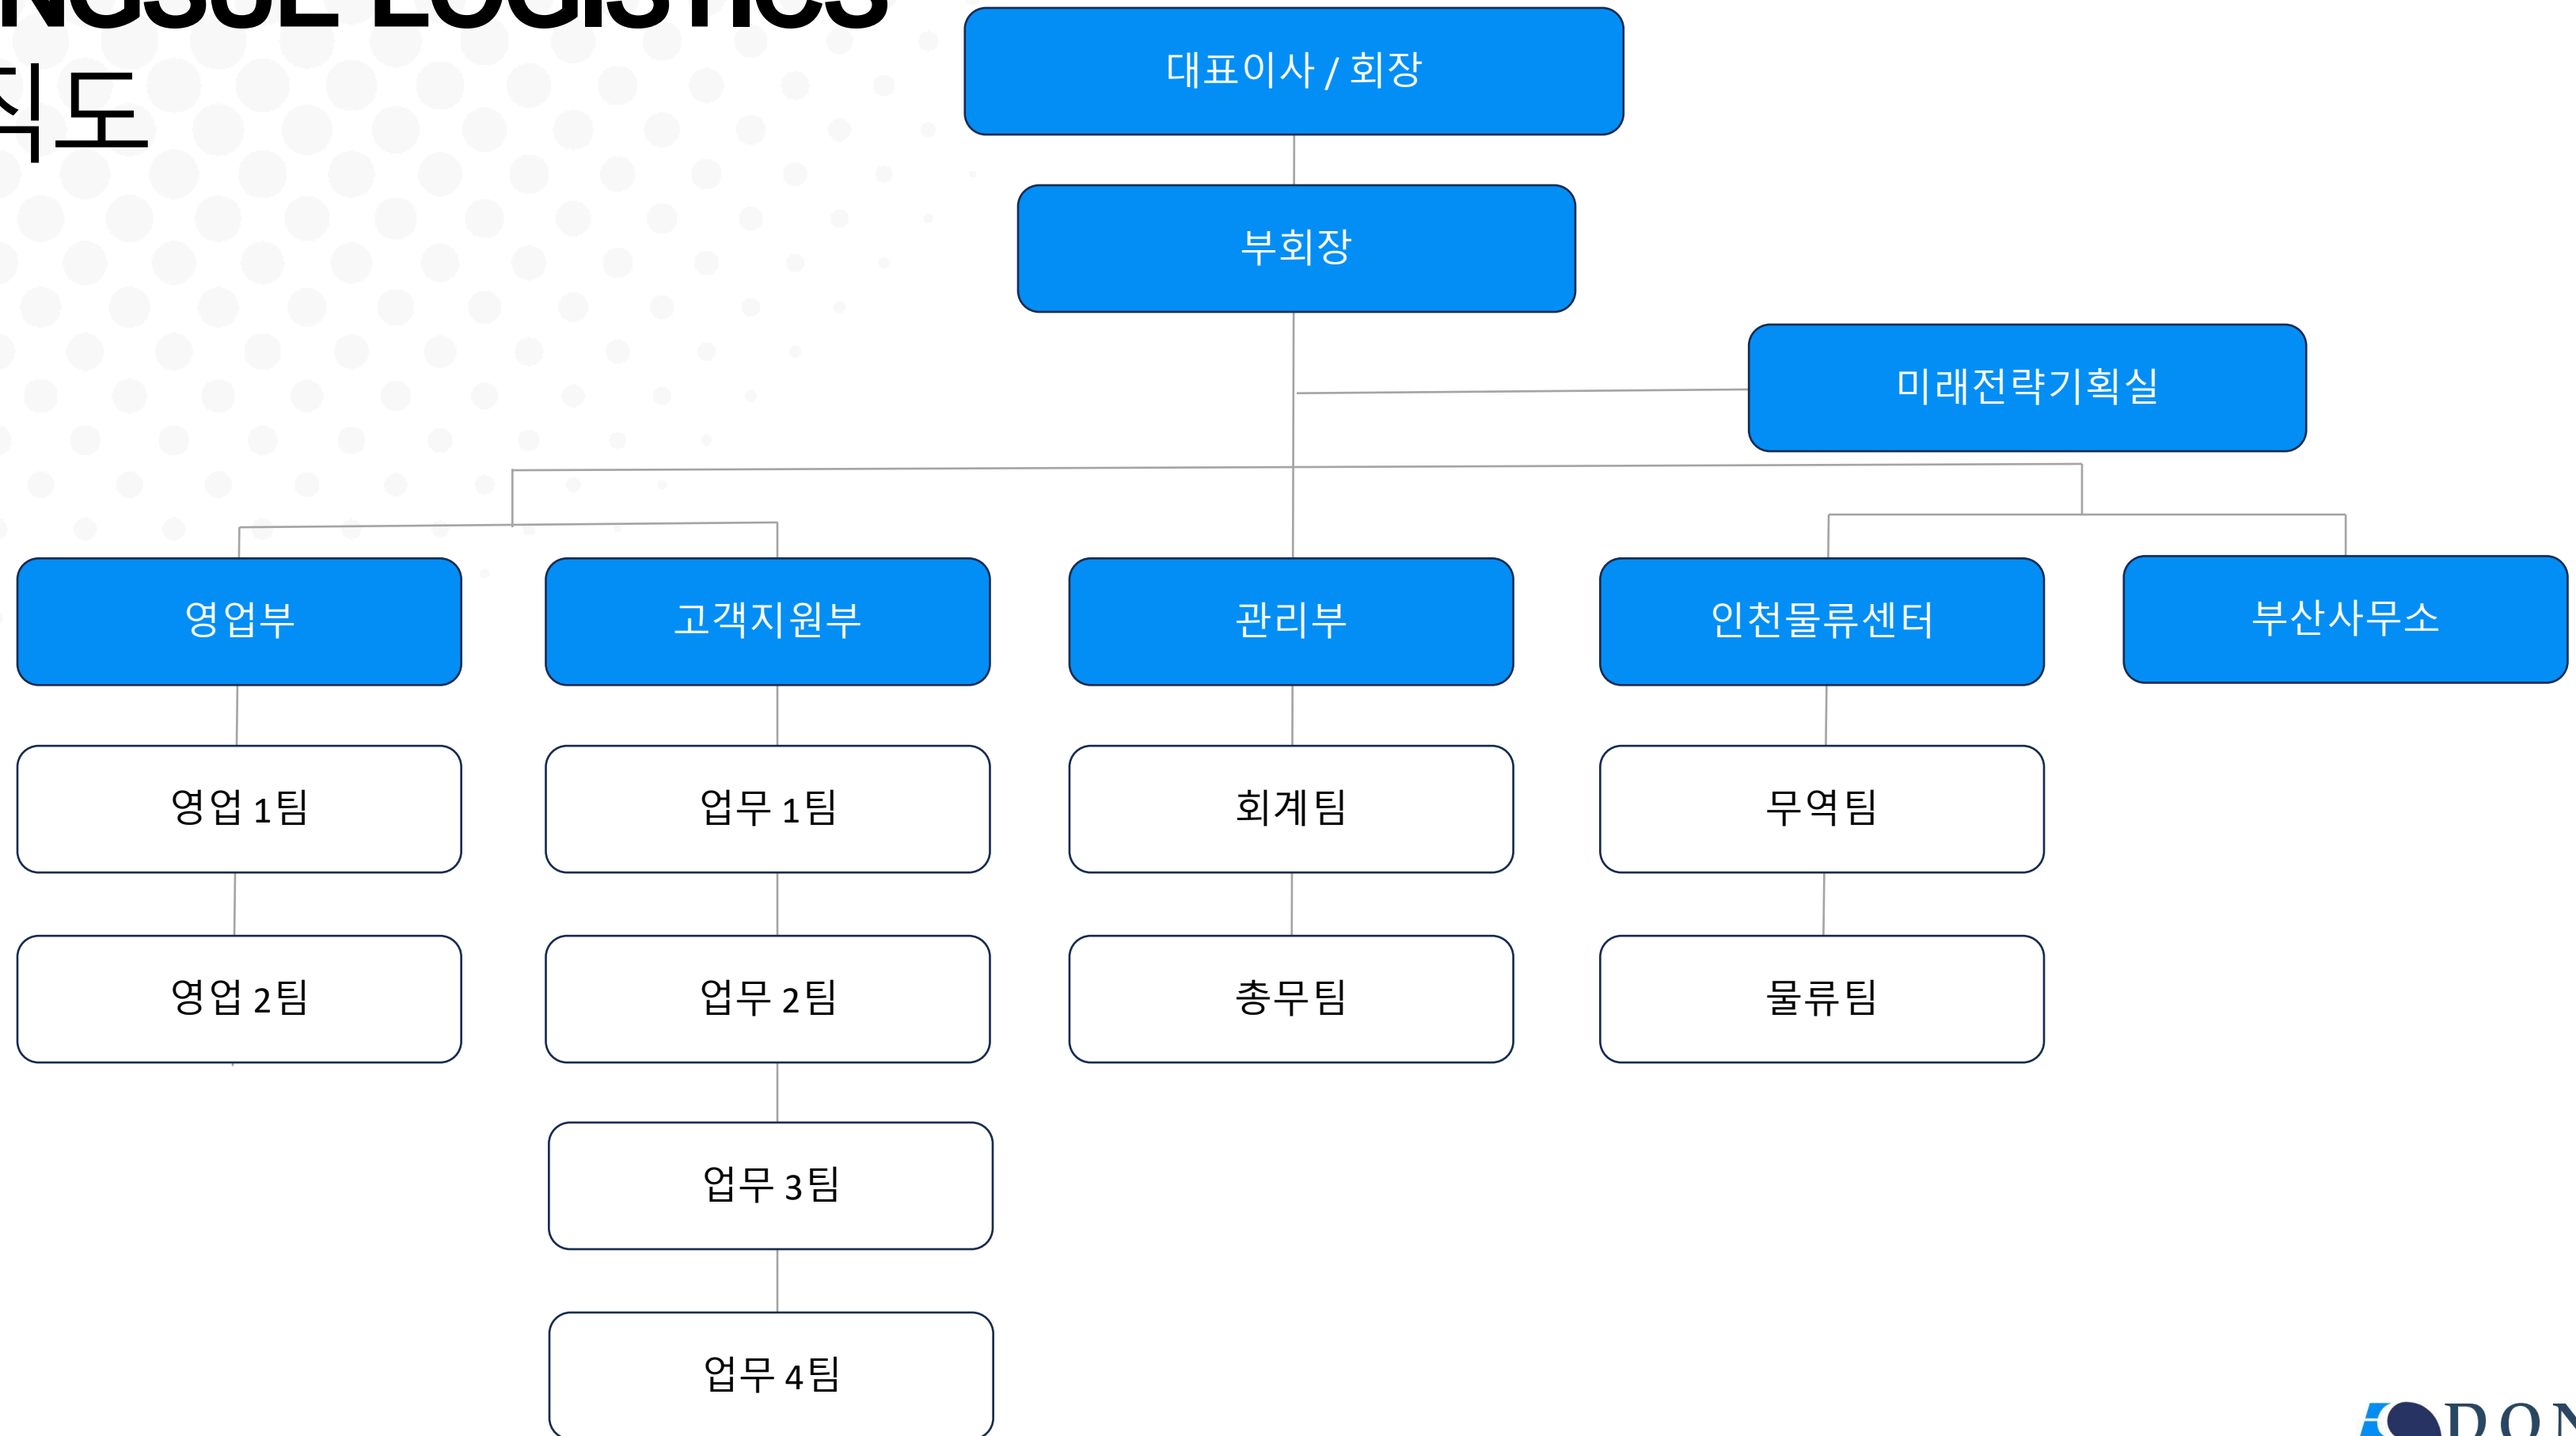 NGSUL LOGISTICS
직도
대표이사 / 회장
부회장
미래전략기획실
영업부
고객지원부
관리부
인천물류센터
부산사무소
영업 1팀
업무 1팀
회계팀
무역팀
영업 2팀
업무 2팀
총무팀
물류팀
업무 3팀
업무 4팀
DON